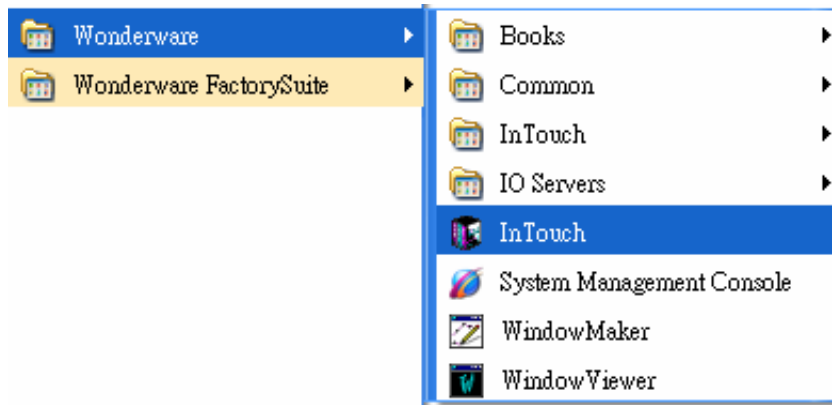 Wonderware
Wonderware FactorySuite
Books
Common
InTouch
IO Servers
InTouch
System Management Console
WindowMaker
WindowViewer